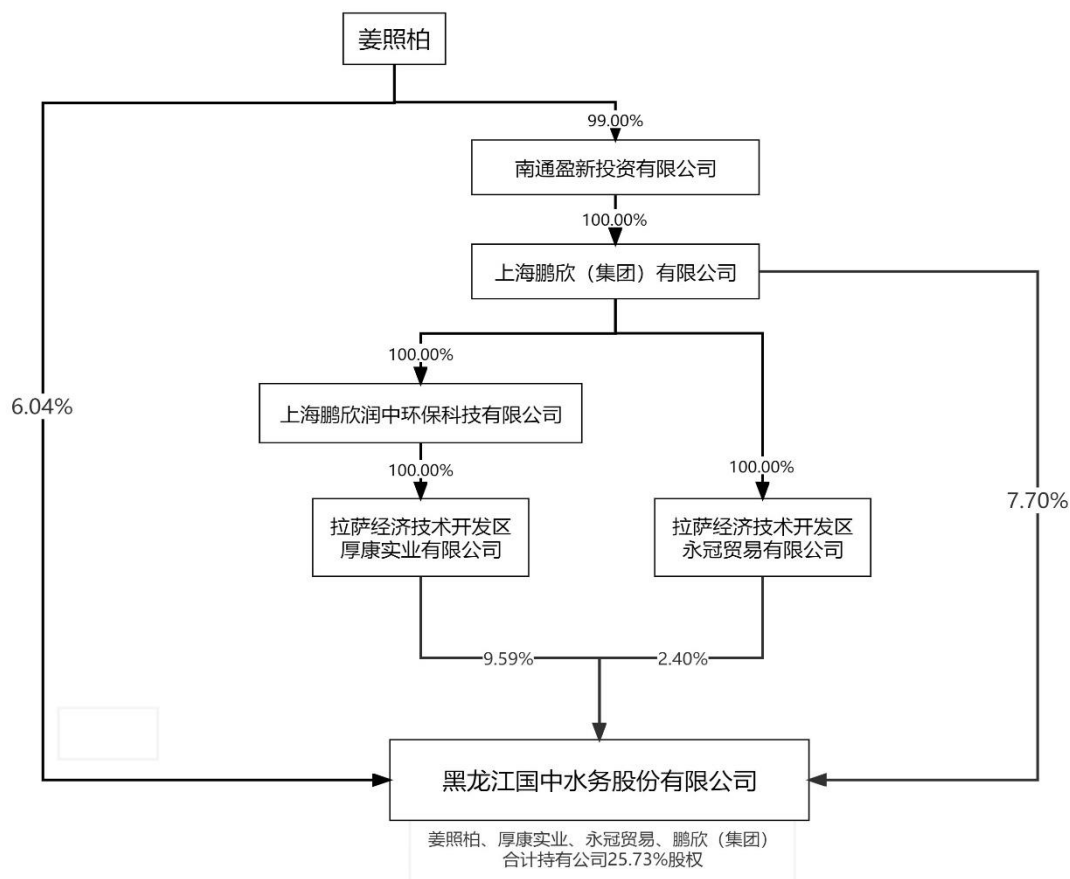 姜照柏
99.00%
南通盈新投资有限公司
100.00%
上海鹏欣（集团）有限公司
100.00%
上海鹏欣润中环保科技有限公司
6.04%
100.00%
100.00%
7.70%
拉萨经济技术开发区
厚康实业有限公司
拉萨经济技术开发区
永冠贸易有限公司
9.59%
2.40%
黑龙江国中水务股份有限公司
姜照柏、厚康实业、永冠贸易、鹏欣（集团）
合计持有公司25.73%股权